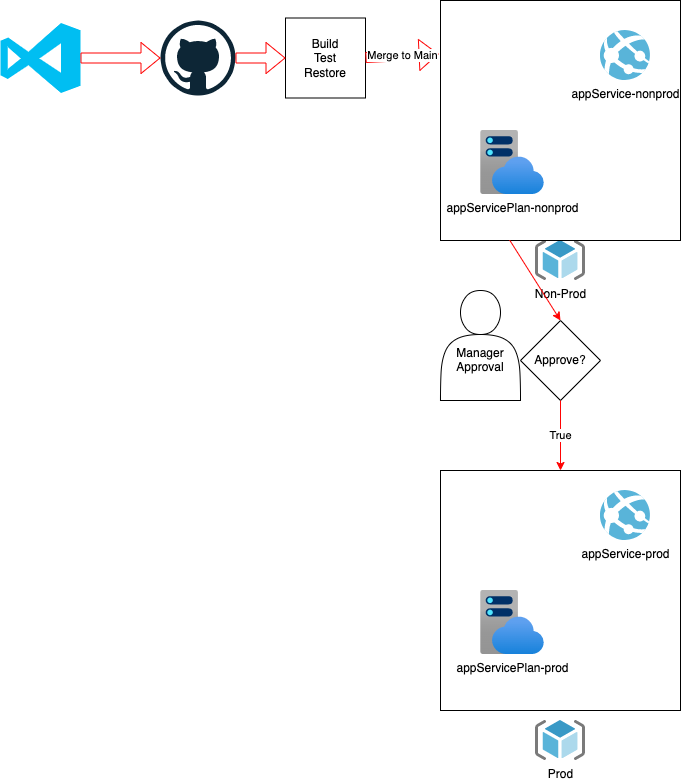 Build
Test
Restore
Merge to Main
appService-nonprod
appServicePlan-nonprod
Non-Prod
Manager
Approval
Approve?
True
appService-prod
appServicePlan-prod
Prod